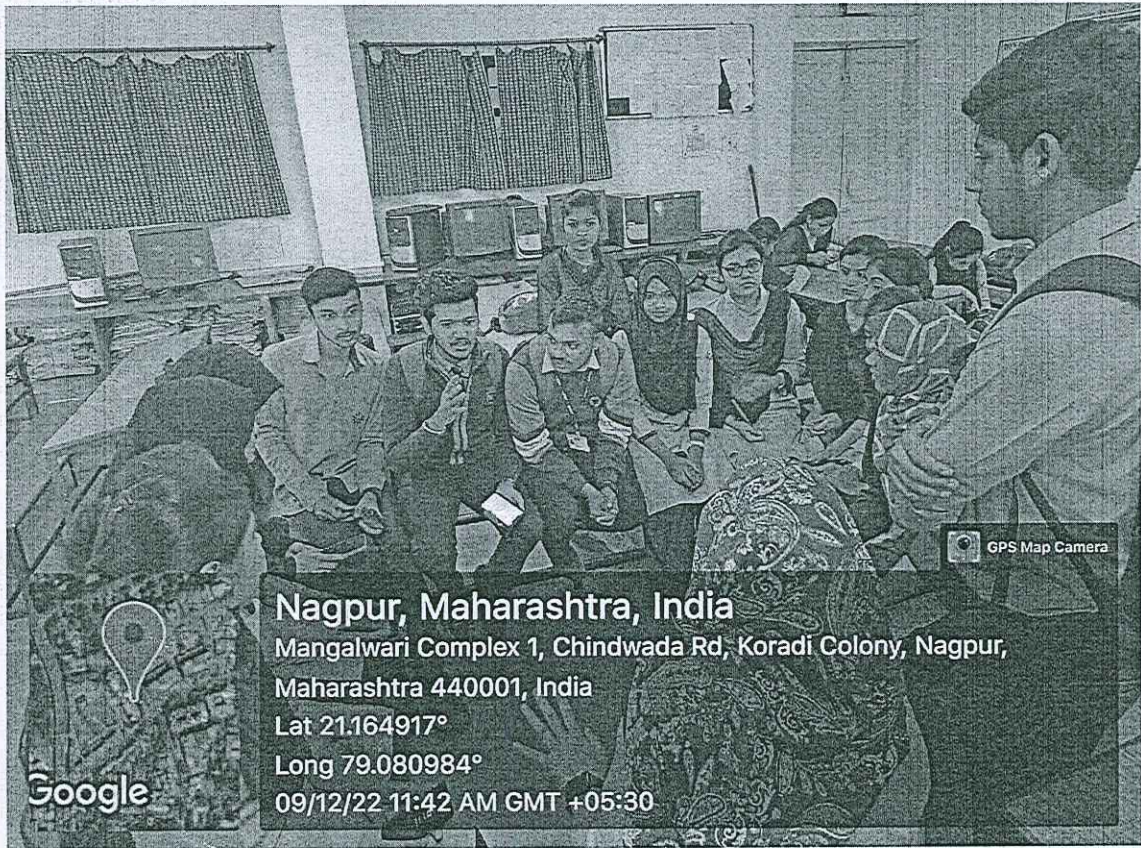 GPS Map Camera
Nagpur, Maharashtra, India
Mangalwari Complex 1, Chindwada Rd, Koradi Colony, Nagpur,
Maharashtra 440001, India
Lat 21.164917°
Long 79.080984°
09/12/22 11:42 AM GMT +05:30
Google